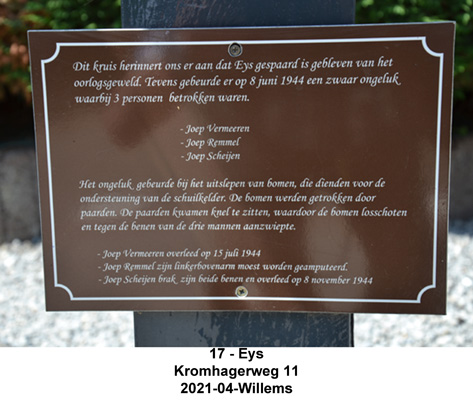 Dit kruis herinnert ons er aan dat Eys gespaard is gebleven van het
oorlogsgeweld. Tevens gebeurde er op 8 juni 1944 een zwaar ongeluk
waarbij 3 personen betrokken waren.
- Joep Vermeeren
- Joep Remmel
- Joep Scheijen
Het ongeluk gebeurde bij het uitslepen van bomen, die dienden voor de
ondersteuning van de schuilkelder. De bomen werden getrokken door
paarden. De paarden kwamen knel te zitten, waardoor de bomen losschoten
en tegen de benen van de drie mannen aanzwiepte.
- Joep Vermeeren overleed op 15 juli 1944
- Joep Remmel zijn linkerbovenarm moest worden geamputeerd.
- Joep Scheijen brak zijn beide benen en overleed op 8 november 1944
17 - Eys
Kromhagerweg 11
2021-04-Willems